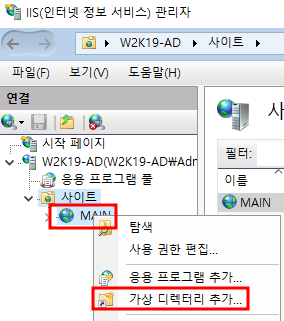 IIS(인터넷 정보 서비스) 관리자
W2K19-AD ▸ 사이트 ▸
파일(F) 보기(V) 도움말(H)
연결
시작 페이지
W2K19-AD(W2K19-AD\Adm
응용 프로그램 풀
사이트
MAIN
탐색
사용 권한 편집...
응용 프로그램 추가...
가상 디렉터리 추가...
필터:
이름
MAIN